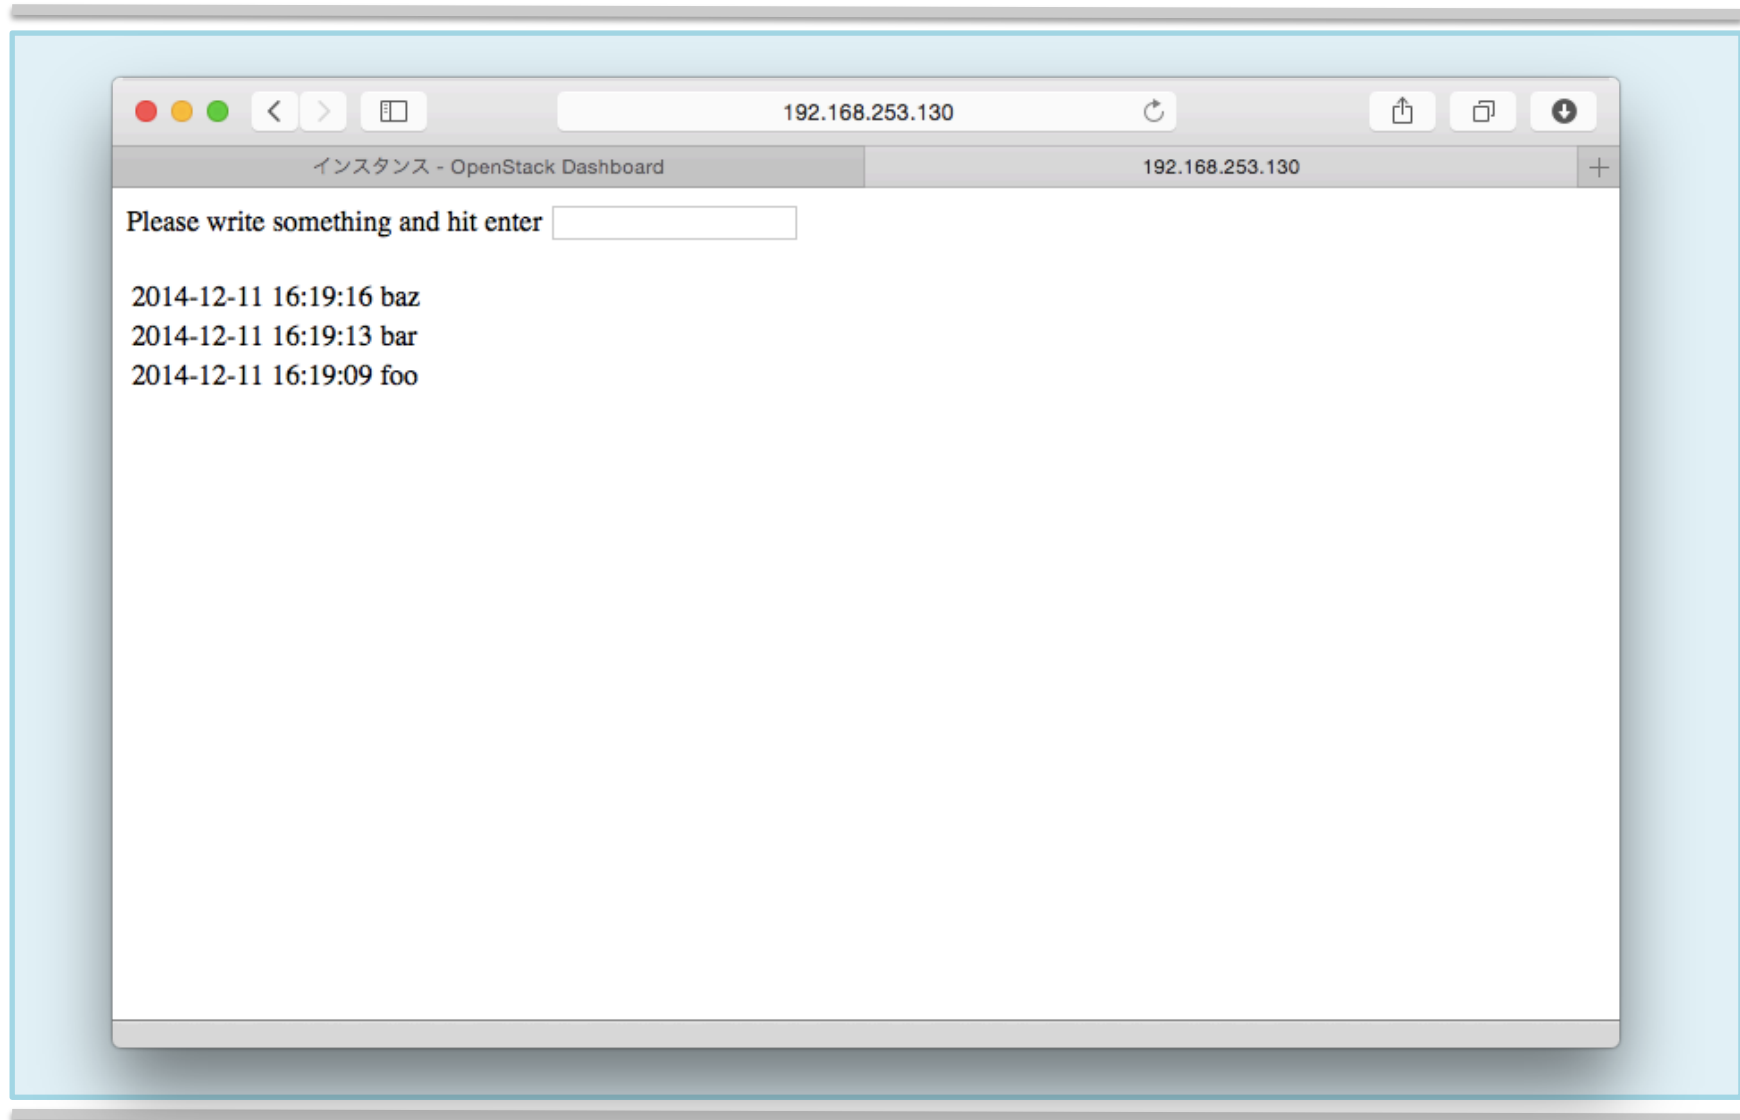 192.168.253.130
インスタンス - OpenStack Dashboard
192.168.253.130
Please write something and hit enter
2014-12-11 16:19:16 baz
2014-12-11 16:19:13 bar
2014-12-11 16:19:09 foo